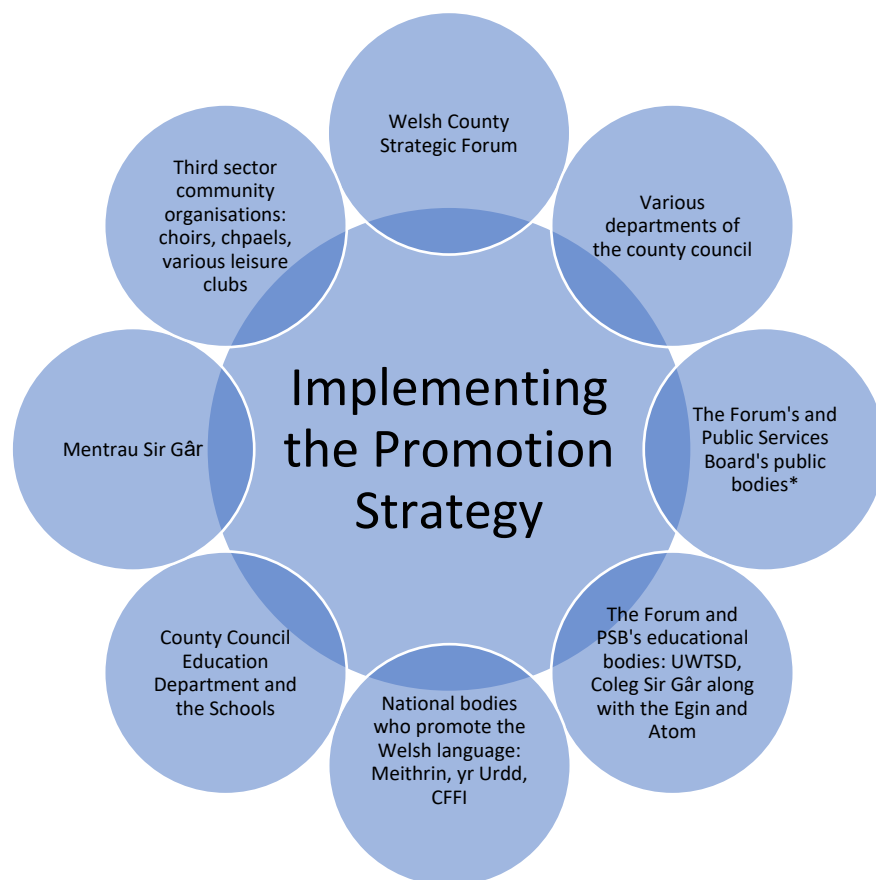 Welsh County
Strategic Forum
Various
departments of
the county council
The Forum's and
Public Services
Board's public
bodies*
The Forum and
PSB's educational
bodies: UWTSD,
Coleg Sir Gâr along
with the Egin and
Atom
National bodies
who promote the
Welsh language:
Meithrin, yr Urdd,
CFFI
County Council
Education
Department and
the Schools
Mentrau Sir Gâr
Third sector
community
organisations:
choirs, chpaels,
various leisure
clubs
Implementing
the Promotion
Strategy